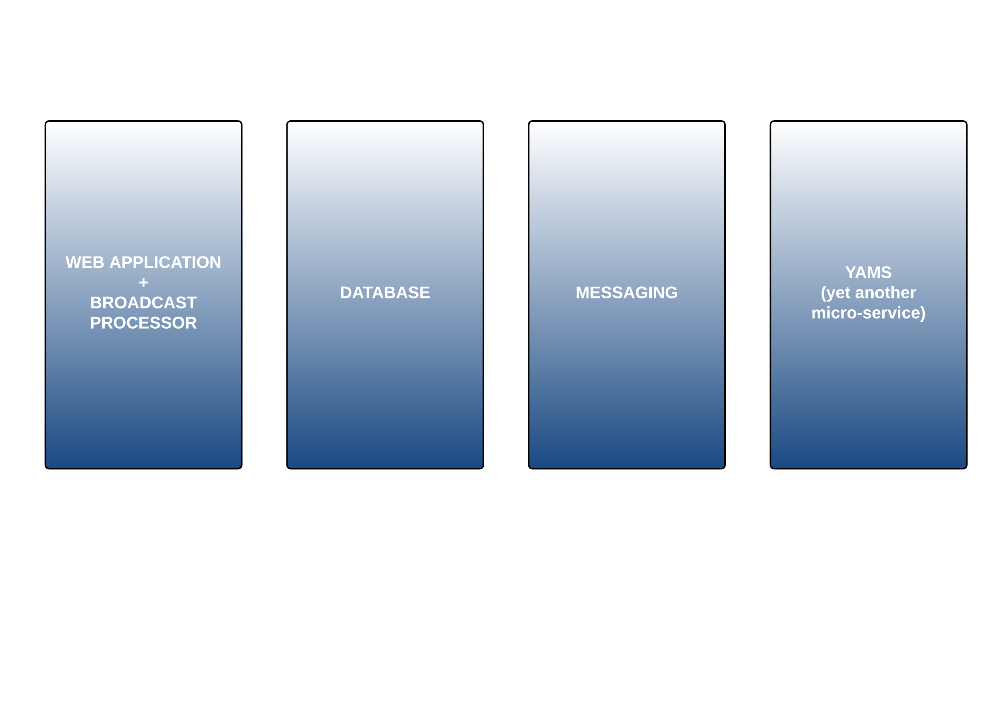 WEB APPLICATION
+
BROADCAST
PROCESSOR
DATABASE
MESSAGING
YAMS
(yet another
micro-service)